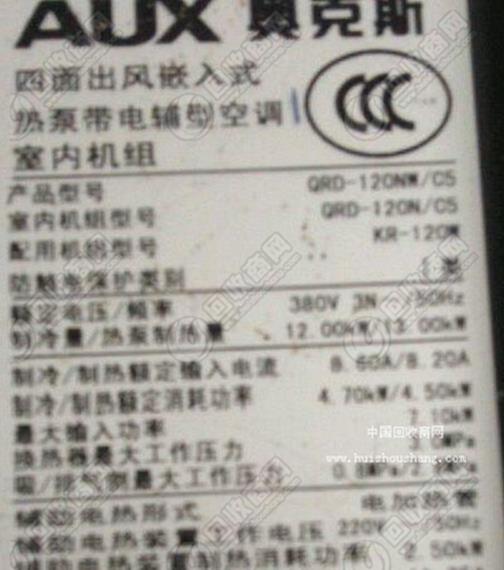 AUX 奥克斯
四面出风嵌入式
热泵带电辅型空调
室内机组
CCC
产品型号 QRD-120NW/C5
室内机组型号 QRD-120N/C5
配用机组型号 KR-120W
防触电保护类别 I类
额定电压/频率 380V 3N~ 50Hz
制冷量/热泵制热量 12.00kW/13.00kW
制冷/制热额定输入电流 8.60A/8.20A
制冷/制热额定消耗功率 4.70kW/4.50kW
最大输入功率 7.10kW
换热器最大工作压力 MPa
吸/排气侧最大工作压力
辅助电热形式 电加热管
辅助电热装置工作电压 220V 50Hz
辅助电热装置制热消耗功率 2.50kW
中国回收商网
www.huishoushang.com